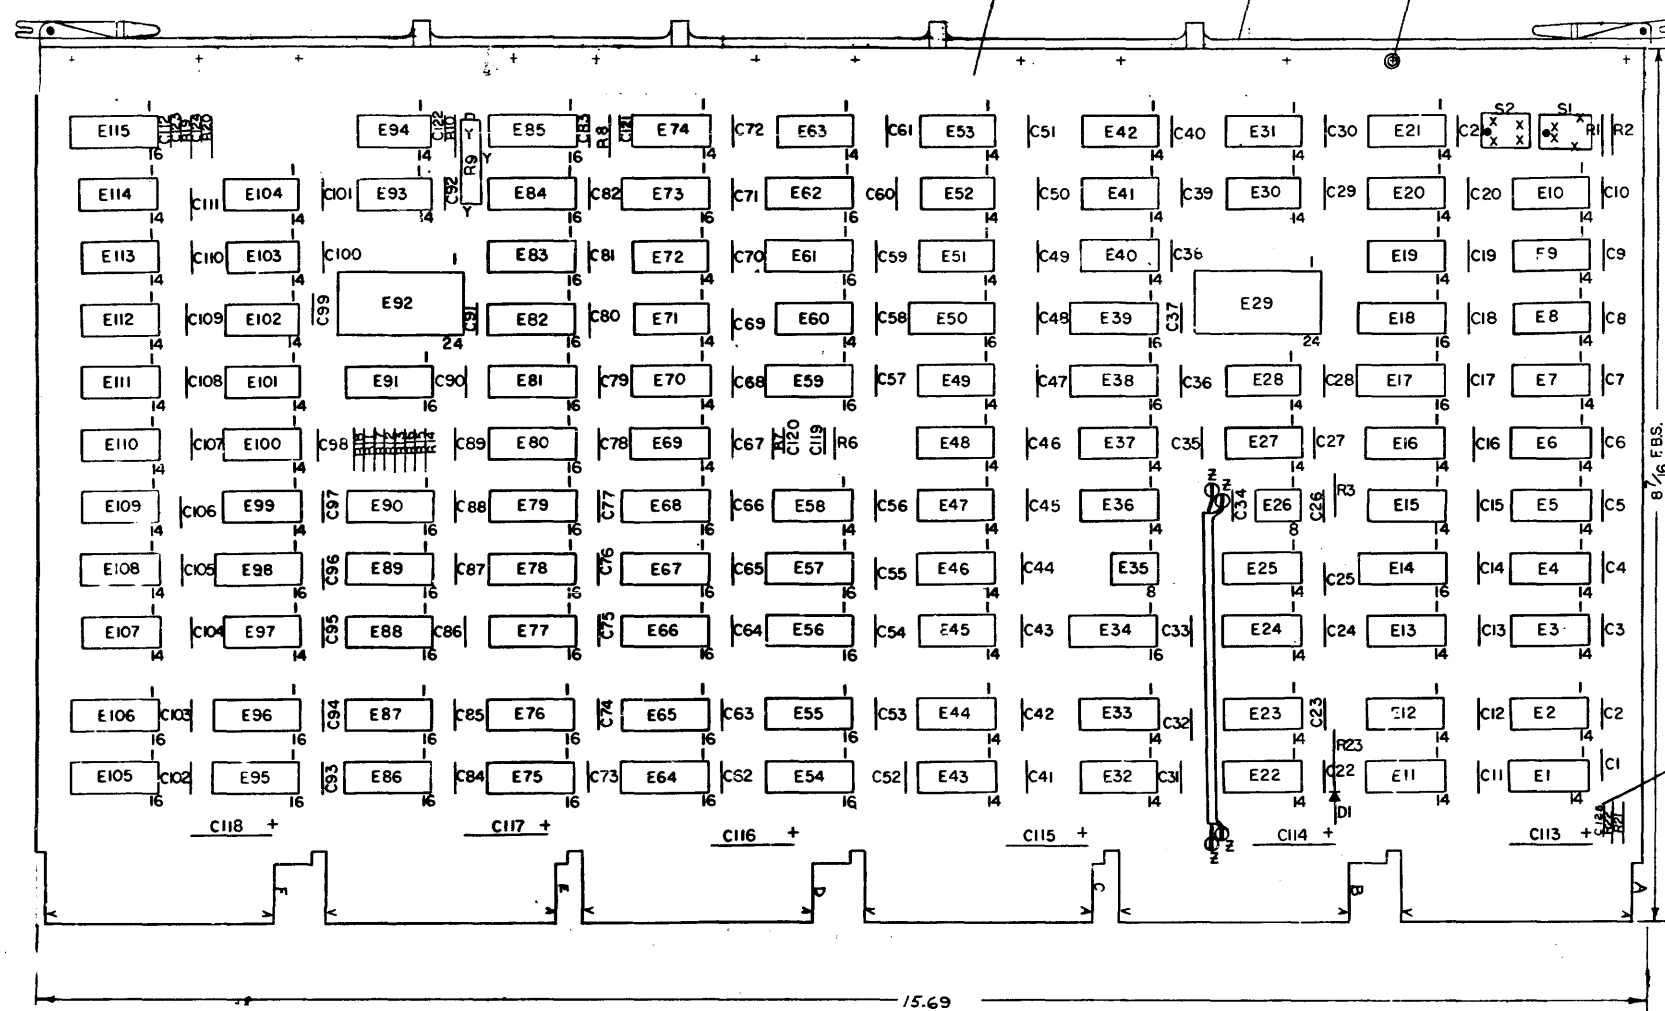 S2 S1
E115 C112 C123 R19 C124 R20 E94 C122 R10 Y E85 C83 R8 C121 E74 C72 E63 C61 E53 C51 E42 C40 E31 C30 E21 C21 X X X X X X X R1 R2
16 14 R9 Y 16 14 14 14 14 14 14
E114 C111 E104 C101 E93 C92 Y E84 C82 E73 C71 E62 C60 E52 C50 E41 C39 E30 C29 E20 C20 E10 C10
14 14 14 16 16 16 14 14 14 14 14
E113 C110 E103 C100 E83 C81 E72 C70 E61 C59 E51 C49 E40 C38 E19 C19 E9 C9
14 14 16 14 16 14 14 14 14
E112 C109 E102 C99 E92 C91 E82 C80 E71 C69 E60 C58 E50 C48 E39 C37 E29 E18 C18 E8 C8
14 14 24 16 14 14 16 16 24 16 14
E111 C108 E101 E91 C90 E81 C79 E70 C68 E59 C57 E49 C47 E38 C36 E28 C28 E17 C17 E7 C7
14 14 16 16 14 16 14 16 14 16 14
E110 C107 E100 C98 R14 C89 E80 C78 E69 C67 R7 C120 C119 R6 E48 C46 E37 C35 E27 C27 E16 C16 E6 C6
14 14 16 14 14 14 14 14 14
E109 C106 E99 C97 E90 C88 E79 C77 E68 C66 E58 C56 E47 C45 E36 Z Z C34 E26 C26 R3 E15 C15 E5 C5
14 14 16 16 16 14 14 14 8 14 14
E108 C105 E98 C96 E89 C87 E78 C76 E67 C65 E57 C55 E46 C44 E35 E25 C25 E14 C14 E4 C4
14 16 16 16 16 16 14 8 14 16 14
E107 C104 E97 C95 E88 C86 E77 C75 E66 C64 E56 C54 E45 C43 E34 C33 E24 C24 E13 C13 E3 C3
14 14 16 16 16 16 14 16 14 14 14
E106 C103 E96 C94 E87 C85 E76 C74 E65 C63 E55 C53 E44 C42 E33 C32 E23 C23 E12 C12 E2 C2
16 16 16 16 16 16 14 14 14 14 14
R23
E105 C102 E95 C93 E86 C84 E75 C73 E64 E54 C52 E43 C41 E32 C31 E22 C22 E11 C11 E1 C1
16 16 16 16 16 16 14 14 14 14 14
D1
C118 + C117 + C116 + C115 + C114 + C113 + R22 R21
Z Z
F E D C B A
8 7/16 F.B.S.
15.69